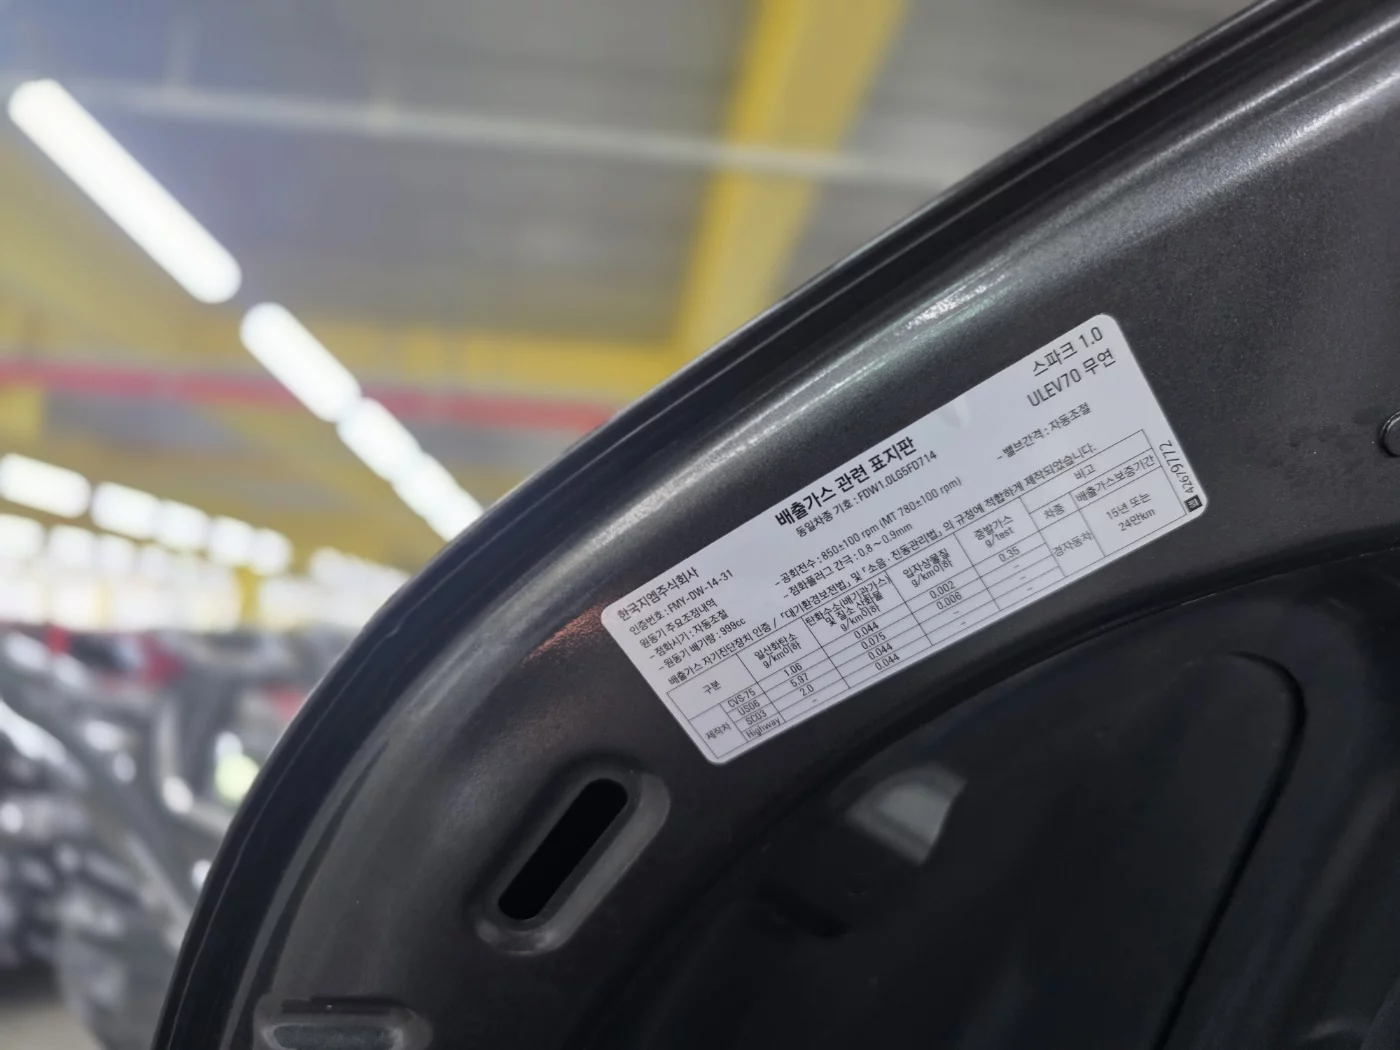 스파크 1.0
ULEV70 무연
배출가스 관련 표지판
동일차종 기호 : FDW1.0LG5FD714
한국지엠주식회사
인증번호 : FMY-DW-14-31
원동기 주요조정내역
- 점화시기 : 자동조절
- 원동기 배기량 : 999cc
- 공회전수 : 850±100 rpm (MT 780±100 rpm)
- 점화플러그 간극 : 0.8 ~ 0.9mm
- 밸브간격 : 자동조절
배출가스 자기진단장치 인증 / 「대기환경보전법」 및 「소음·진동관리법」의 규정에 적합하게 제작되었습니다.
구분 일산화탄소 g/km이하 탄화수소(배기관가스) 및 질소 산화물 g/km이하 입자상물질 g/km이하 증발가스 g/test 비고
차종 배출가스보증기간
제작차 CVS-75 1.06 0.044 0.002 0.35 경자동차 15년 또는 24만km
US06 5.97 0.075 0.006 -
SC03 2.0 0.044 - -
Highway - 0.044 - -
42679772